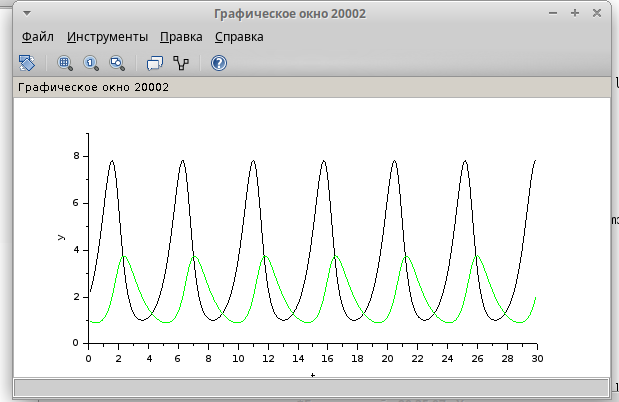 Графическое окно 20002
Файл Инструменты Правка Справка
Графическое окно 20002
8
6
4
2
0
y
0 2 4 6 8 10 12 14 16 18 20 22 24 26 28 30
t